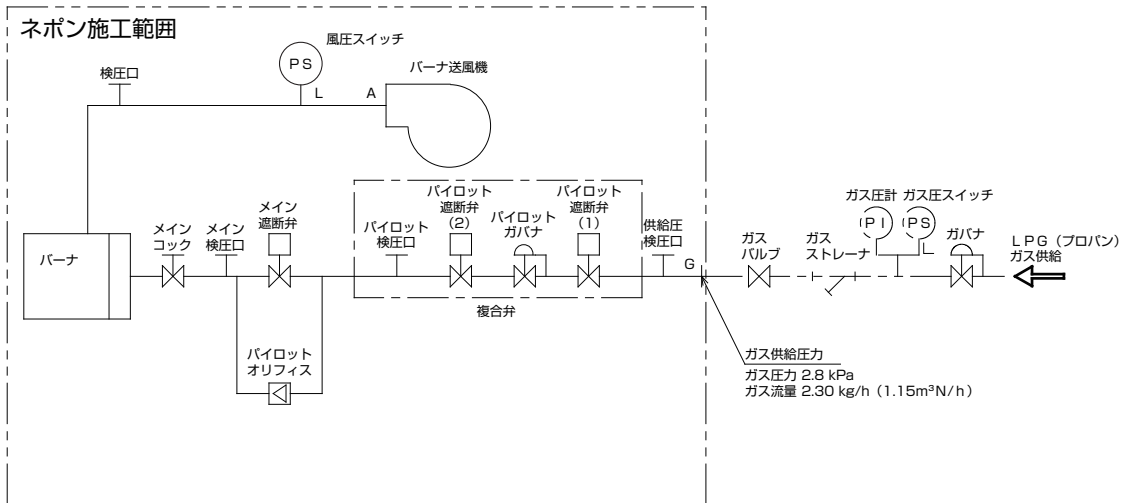 ネポン施工範囲
風圧スイッチ
PS
検圧口
バーナ送風機
L
A
ガス圧計
ガス圧スイッチ
PI
PS
L
パイロット
遮断弁
(2)
パイロット
ガバナ
パイロット
遮断弁
(1)
メイン
コック
メイン
検圧口
メイン
遮断弁
パイロット
検圧口
供給圧
検圧口
G
ガス
バルブ
ガス
ストレーナ
ガバナ
LPG（プロパン）
ガス供給
バーナ
複合弁
パイロット
オリフィス
ガス供給圧力
ガス圧力 2.8 kPa
ガス流量 2.30 kg/h（1.15m³N/h）